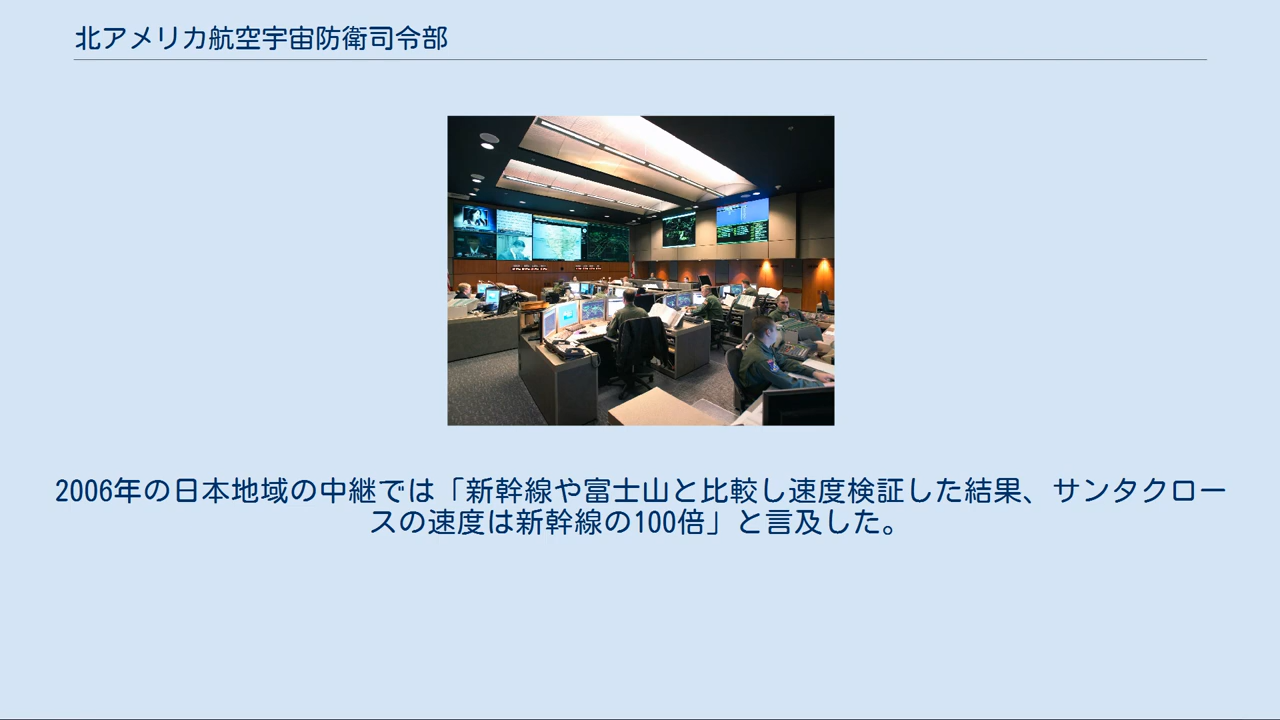 北アメリカ航空宇宙防衛司令部
2006年の日本地域の中継では「新幹線や富士山と比較し速度検証した結果、サンタクロー
スの速度は新幹線の100倍」と言及した。